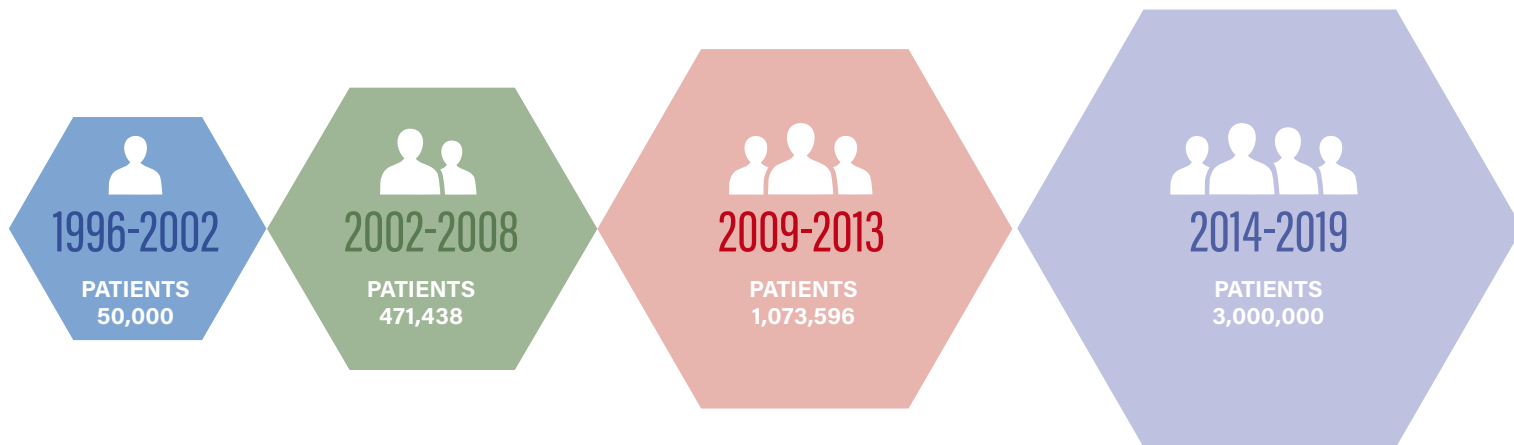 1996-2002
PATIENTS
50,000
2002-2008
PATIENTS
471,438
2009-2013
PATIENTS
1,073,596
2014-2019
PATIENTS
3,000,000